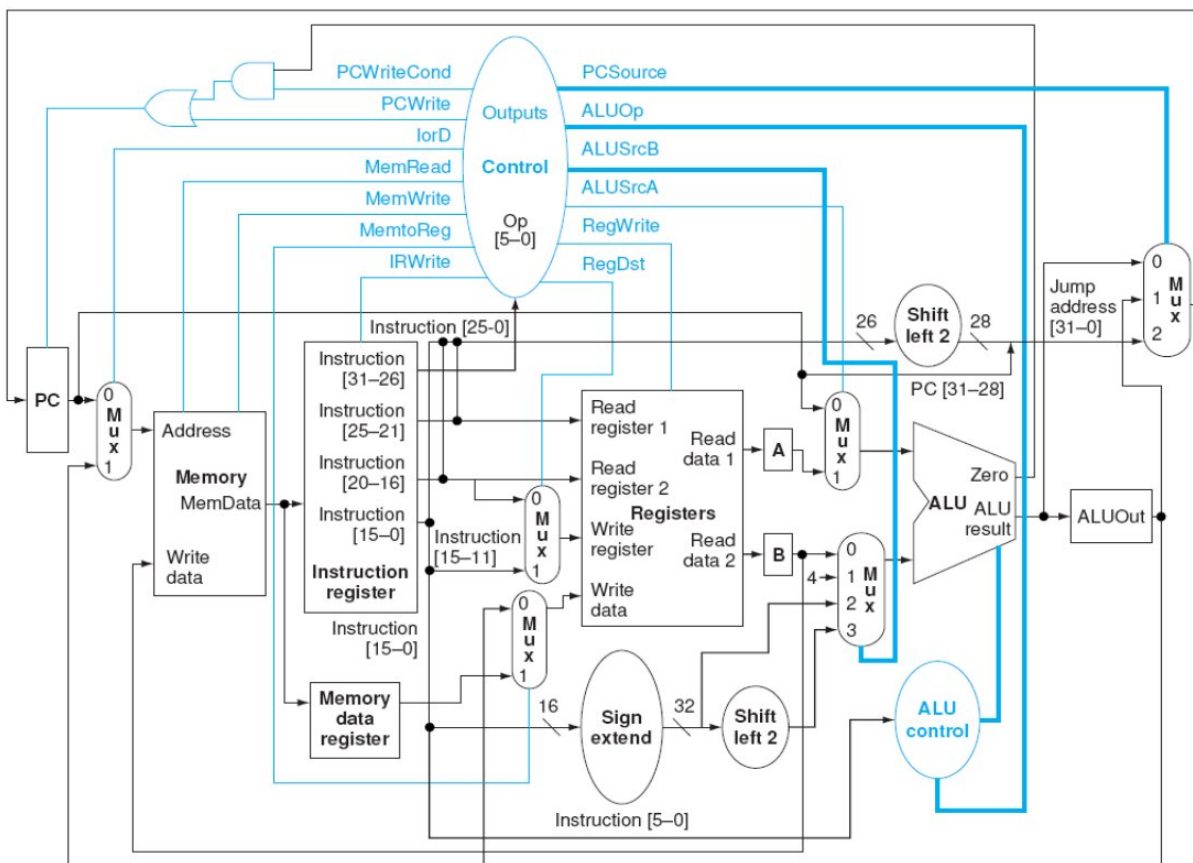 PCWriteCond
PCSource
PCWrite
Outputs
ALUOp
IorD
ALUSrcB
MemRead
Control
ALUSrcA
MemWrite
Op
[5–0]
RegWrite
MemtoReg
RegDst
IRWrite
0
M
u
x
1
2
Jump
address
[31–0]
Instruction [25-0]
26
Shift
left 2
28
PC [31–28]
PC
0
M
u
x
1
Address
Memory
MemData
Write
data
Instruction
[31–26]
Instruction
[25–21]
Instruction
[20–16]
Instruction
[15–0]
Instruction
register
Instruction
[15–11]
0
M
u
x
1
Read
register 1
Read
register 2
Registers
Write
register
Write
data
Read
data 1
Read
data 2
A
B
0
M
u
x
1
0
4
1
M
u
x
2
3
Zero
ALU
ALU
result
ALUOut
Instruction
[15–0]
0
M
u
x
1
Memory
data
register
16
Sign
extend
32
Shift
left 2
ALU
control
Instruction [5–0]